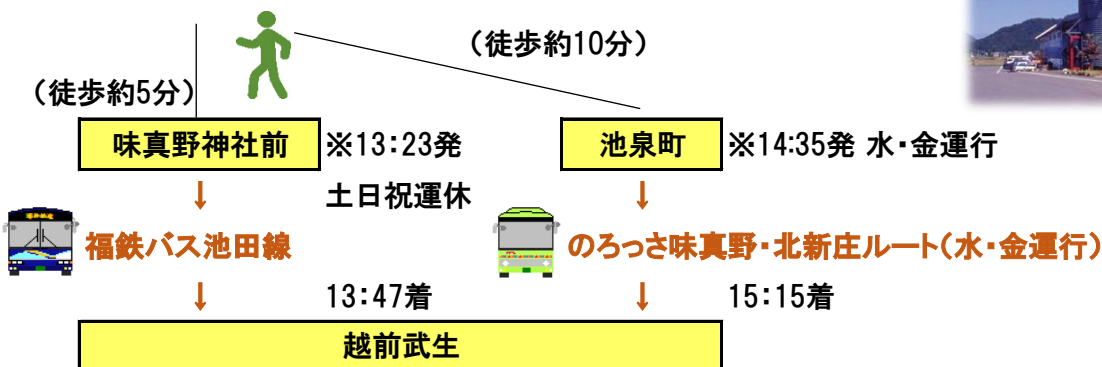 (徒歩約10分)
(徒歩約5分)
味真野神社前 ※13:23発
池泉町 ※14:35発 水・金運行
↓ 土日祝運休 ↓
福鉄バス池田線
のろっさ味真野・北新庄ルート(水・金運行)
↓ 13:47着 ↓ 15:15着
越前武生